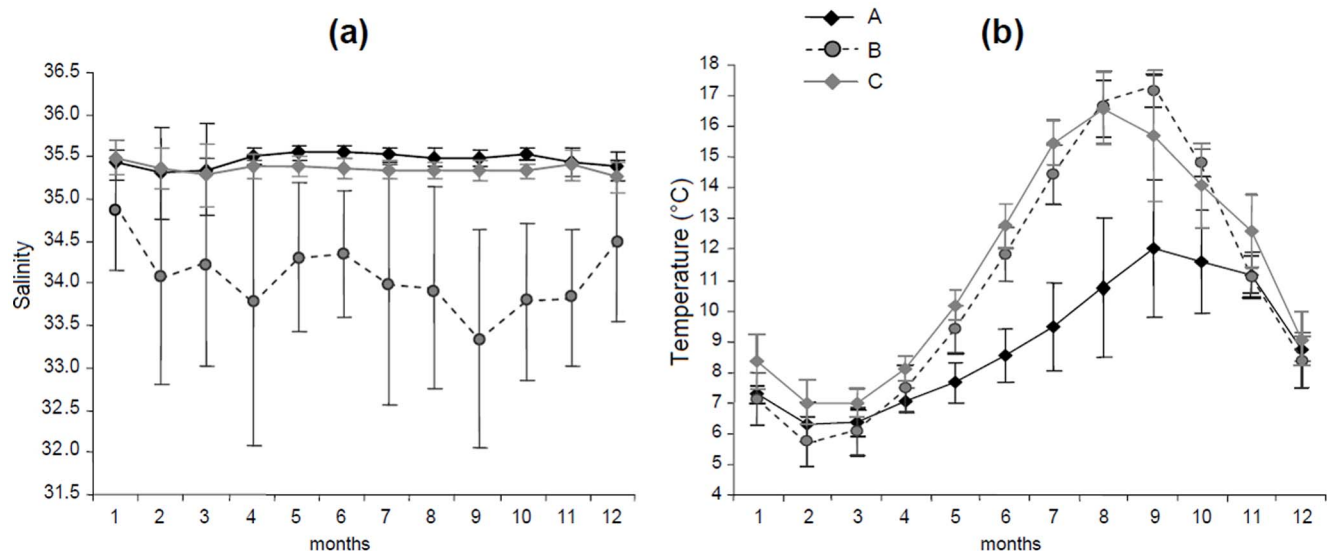 (a)
36.5
36.0
35.5
35.0
34.5
34.0
33.5
33.0
32.5
32.0
31.5
Salinity
1 2 3 4 5 6 7 8 9 10 11 12
months
A
B
C
(b)
18
17
16
15
14
13
12
11
10
9
8
7
6
5
4
Temperature (°C)
1 2 3 4 5 6 7 8 9 10 11 12
months